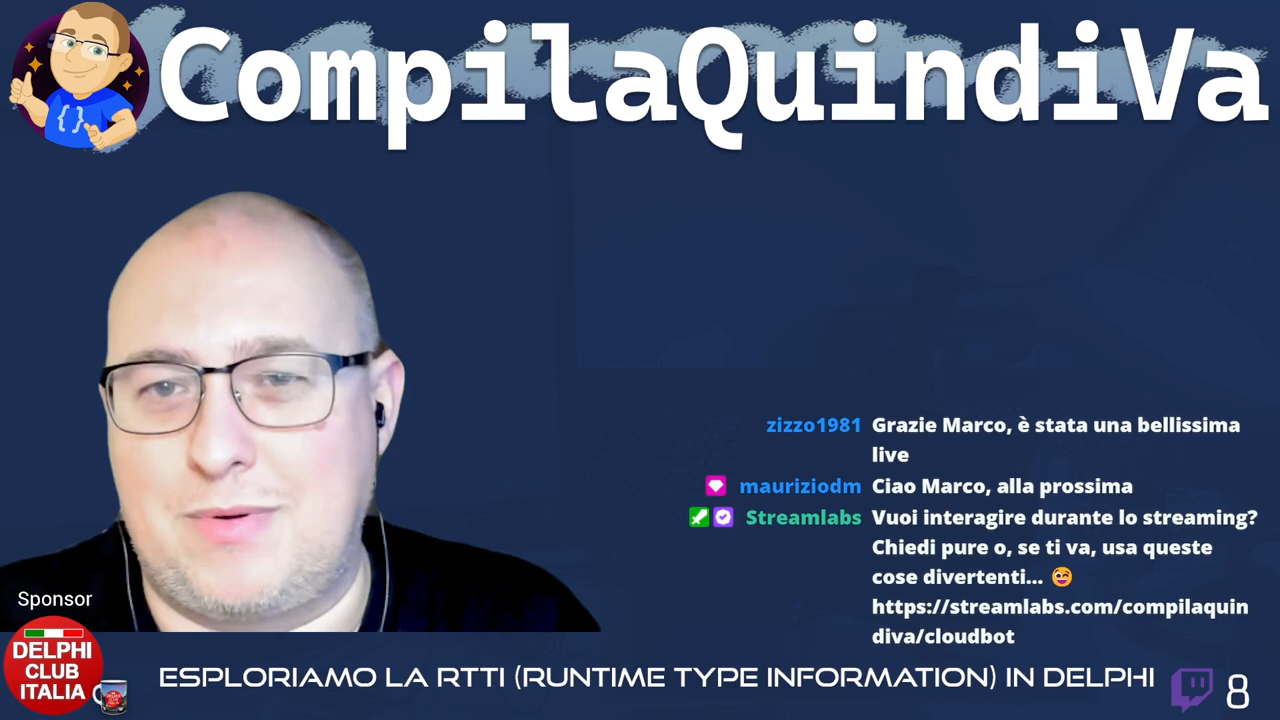 CompilaQuindiVa
{}
zizzo1981 Grazie Marco, è stata una bellissima
live
mauriziodm Ciao Marco, alla prossima
Streamlabs Vuoi interagire durante lo streaming?
Chiedi pure o, se ti va, usa queste
cose divertenti... 😄
https://streamlabs.com/compilaquin
diva/cloudbot
Sponsor
DELPHI
CLUB
ITALIA
ESPLORIAMO LA RTTI (RUNTIME TYPE INFORMATION) IN DELPHI
8